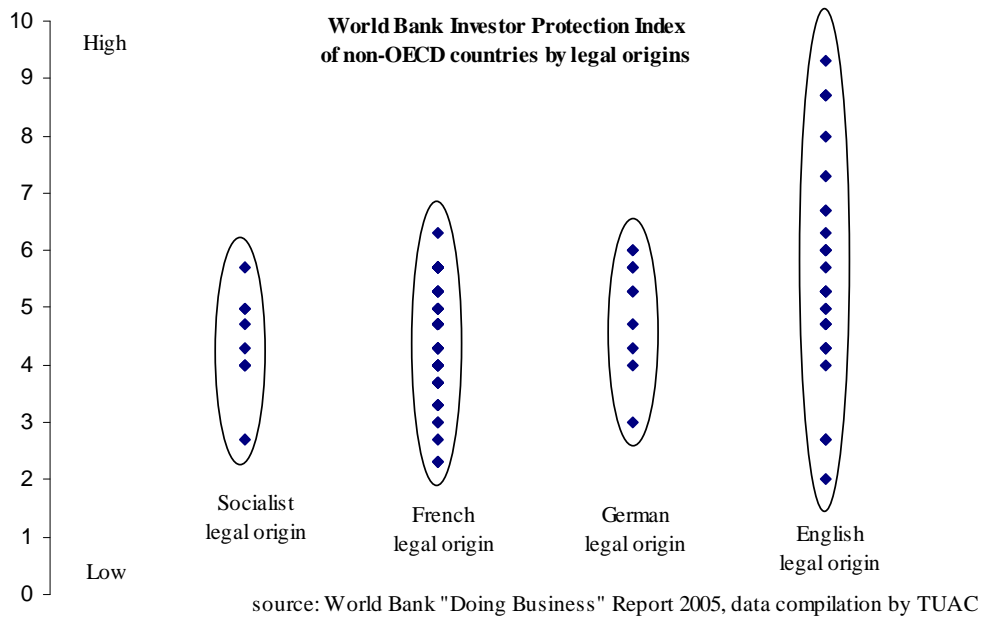 World Bank Investor Protection Index
of non-OECD countries by legal origins
10
High
9
8
7
6
5
4
3
2
1
Low
0
Socialist
legal origin
French
legal origin
German
legal origin
English
legal origin
source: World Bank "Doing Business" Report 2005, data compilation by TUAC